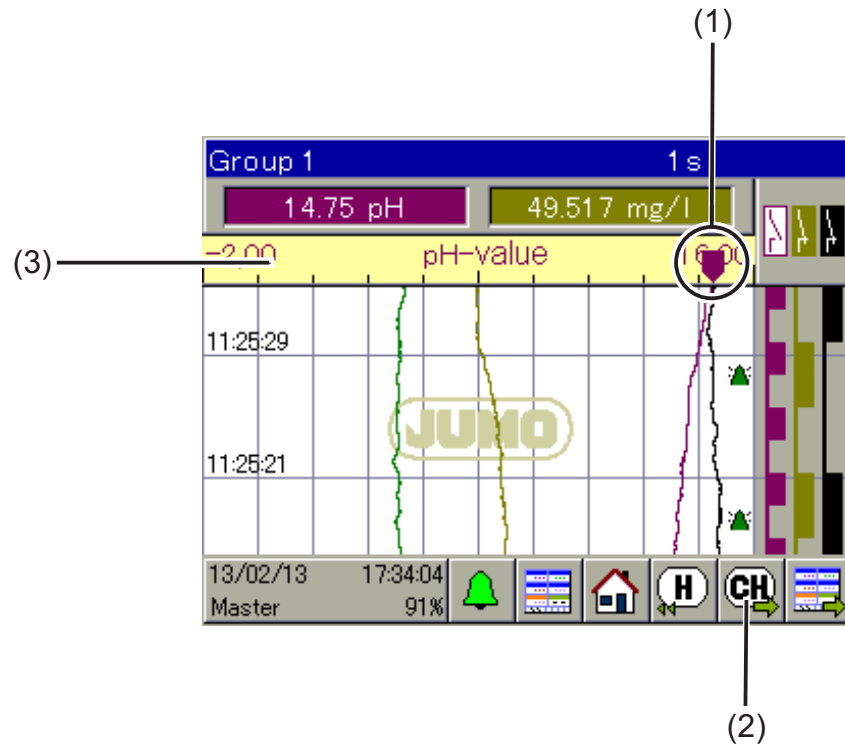 (1)
Group 1 1 s
14.75 pH 49.517 mg/l
(3)
-2,00 pH-value 16.00
11:25:29
JUMO
11:25:21
13/02/13 17:34:04
Master 91%
H CH
(2)